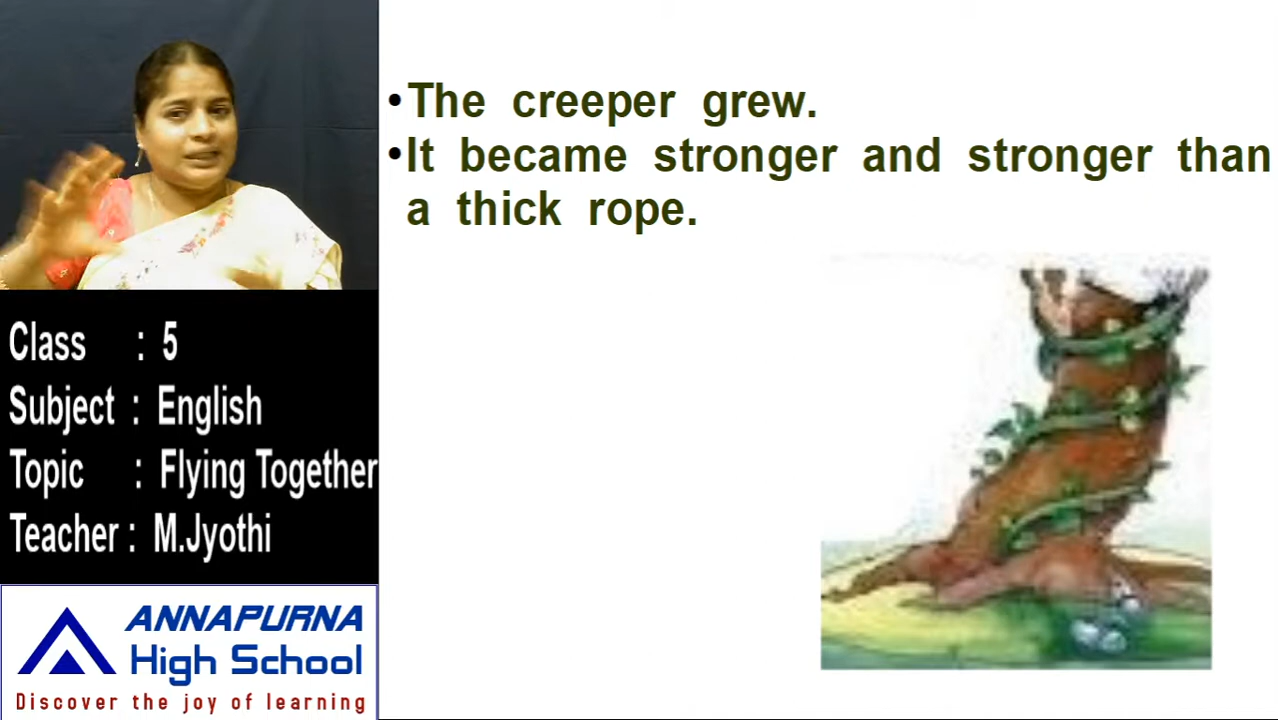 •The creeper grew.
•It became stronger and stronger than
a thick rope.
Class : 5
Subject : English
Topic : Flying Together
Teacher : M.Jyothi
ANNAPURNA
High School
Discover the joy of learning